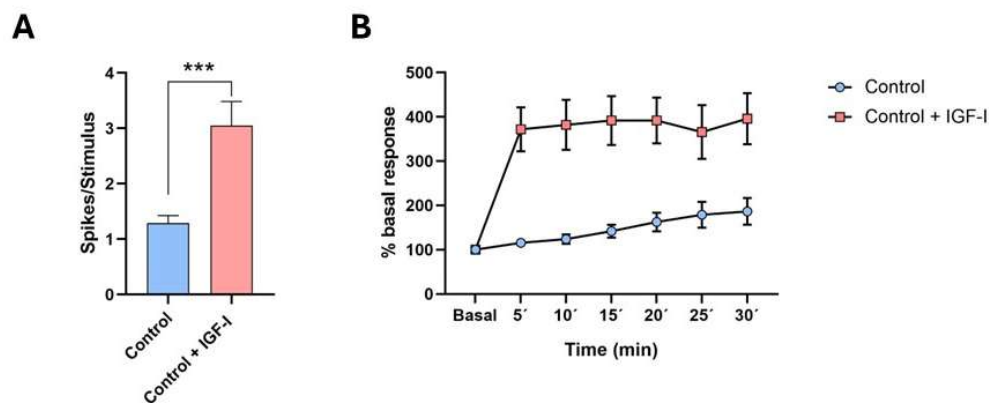 A
***
4
3
2
1
0
Spikes/Stimulus
Control
Control + IGF-I
B
500
400
300
200
100
0
% basal response
Basal 5´ 10´ 15´ 20´ 25´ 30´
Time (min)
Control
Control + IGF-I